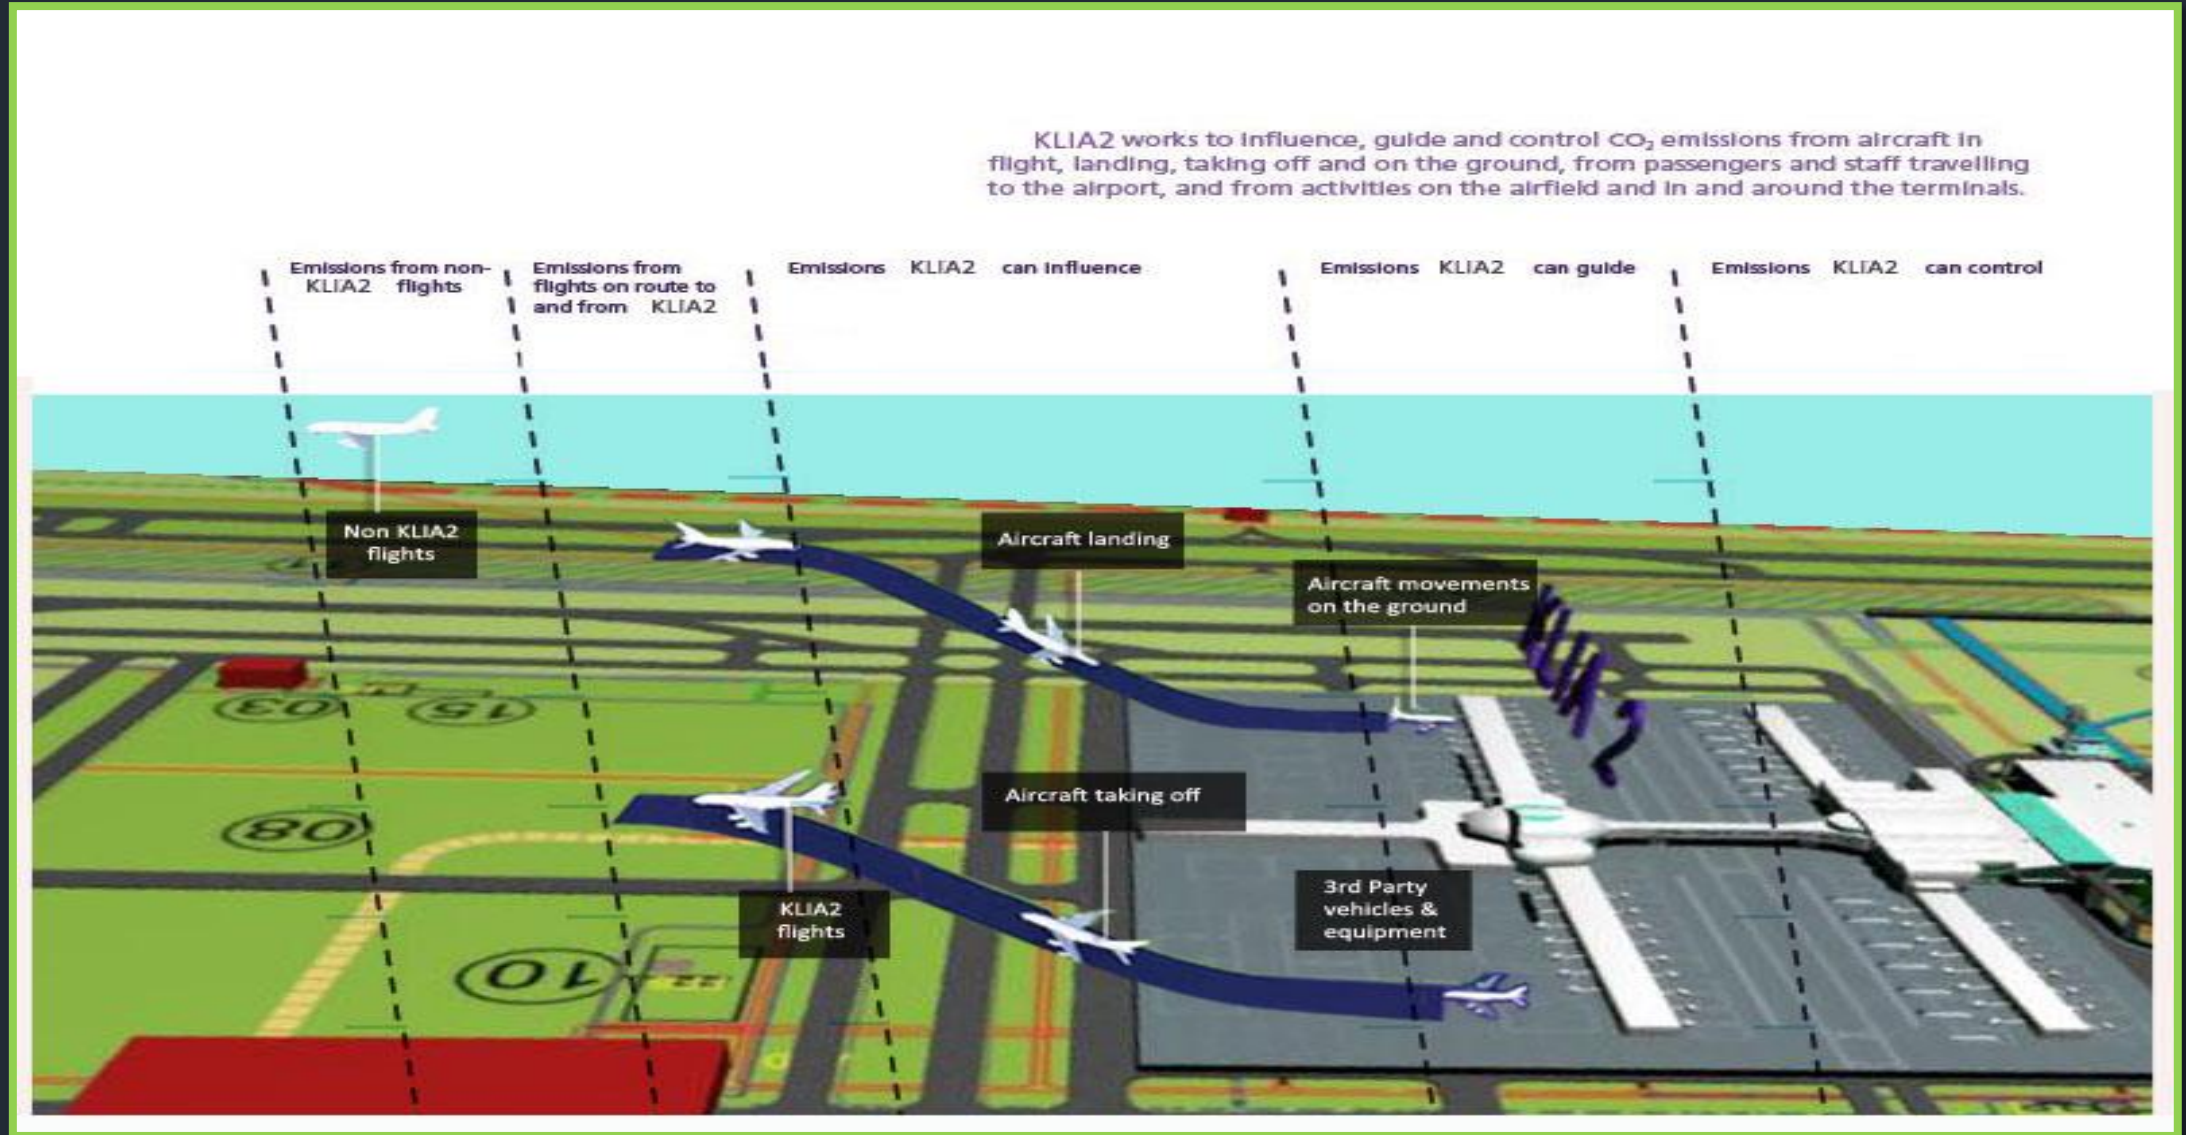 KLIA2 works to influence, guide and control CO₂ emissions from aircraft in
flight, landing, taking off and on the ground, from passengers and staff travelling
to the airport, and from activities on the airfield and in and around the terminals.
Emissions from non-
KLIA2 flights
Emissions from
flights on route to
and from KLIA2
Emissions KLIA2 can influence
Emissions KLIA2 can guide
Emissions KLIA2 can control
Non KLIA2
flights
Aircraft landing
Aircraft movements
on the ground
KLIA2
03
15
Aircraft taking off
08
3rd Party
vehicles &
equipment
KLIA2
flights
10